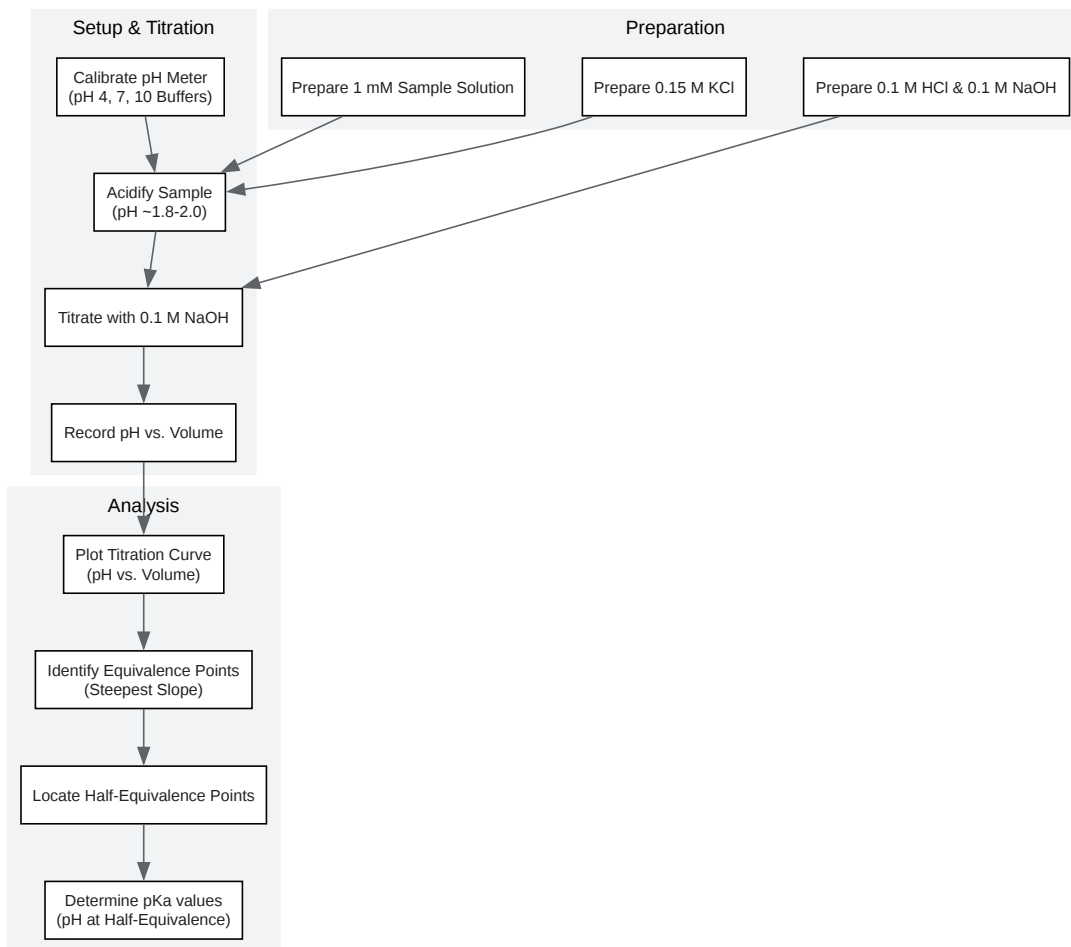 Setup & Titration
Preparation
Calibrate pH Meter
(pH 4, 7, 10 Buffers)
Prepare 1 mM Sample Solution
Prepare 0.15 M KCl
Prepare 0.1 M HCl & 0.1 M NaOH
Acidify Sample
(pH ~1.8-2.0)
Titrate with 0.1 M NaOH
Record pH vs. Volume
Analysis
Plot Titration Curve
(pH vs. Volume)
Identify Equivalence Points
(Steepest Slope)
Locate Half-Equivalence Points
Determine pKa values
(pH at Half-Equivalence)